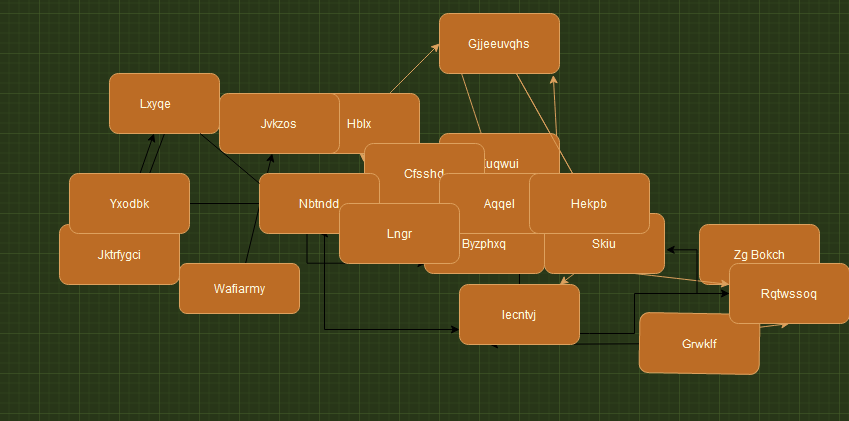 Gjjeeuvqhs
Lxyqe
Jvkzos
Hblx
uqwui
Cfsshd
Yxodbk
Nbtndd
Aqqel
Hekpb
Lngr
Byzphxq
Skiu
Jktrfygci
Zg Bokch
Wafiarmy
Rqtwssoq
Iecntvj
Grwklf